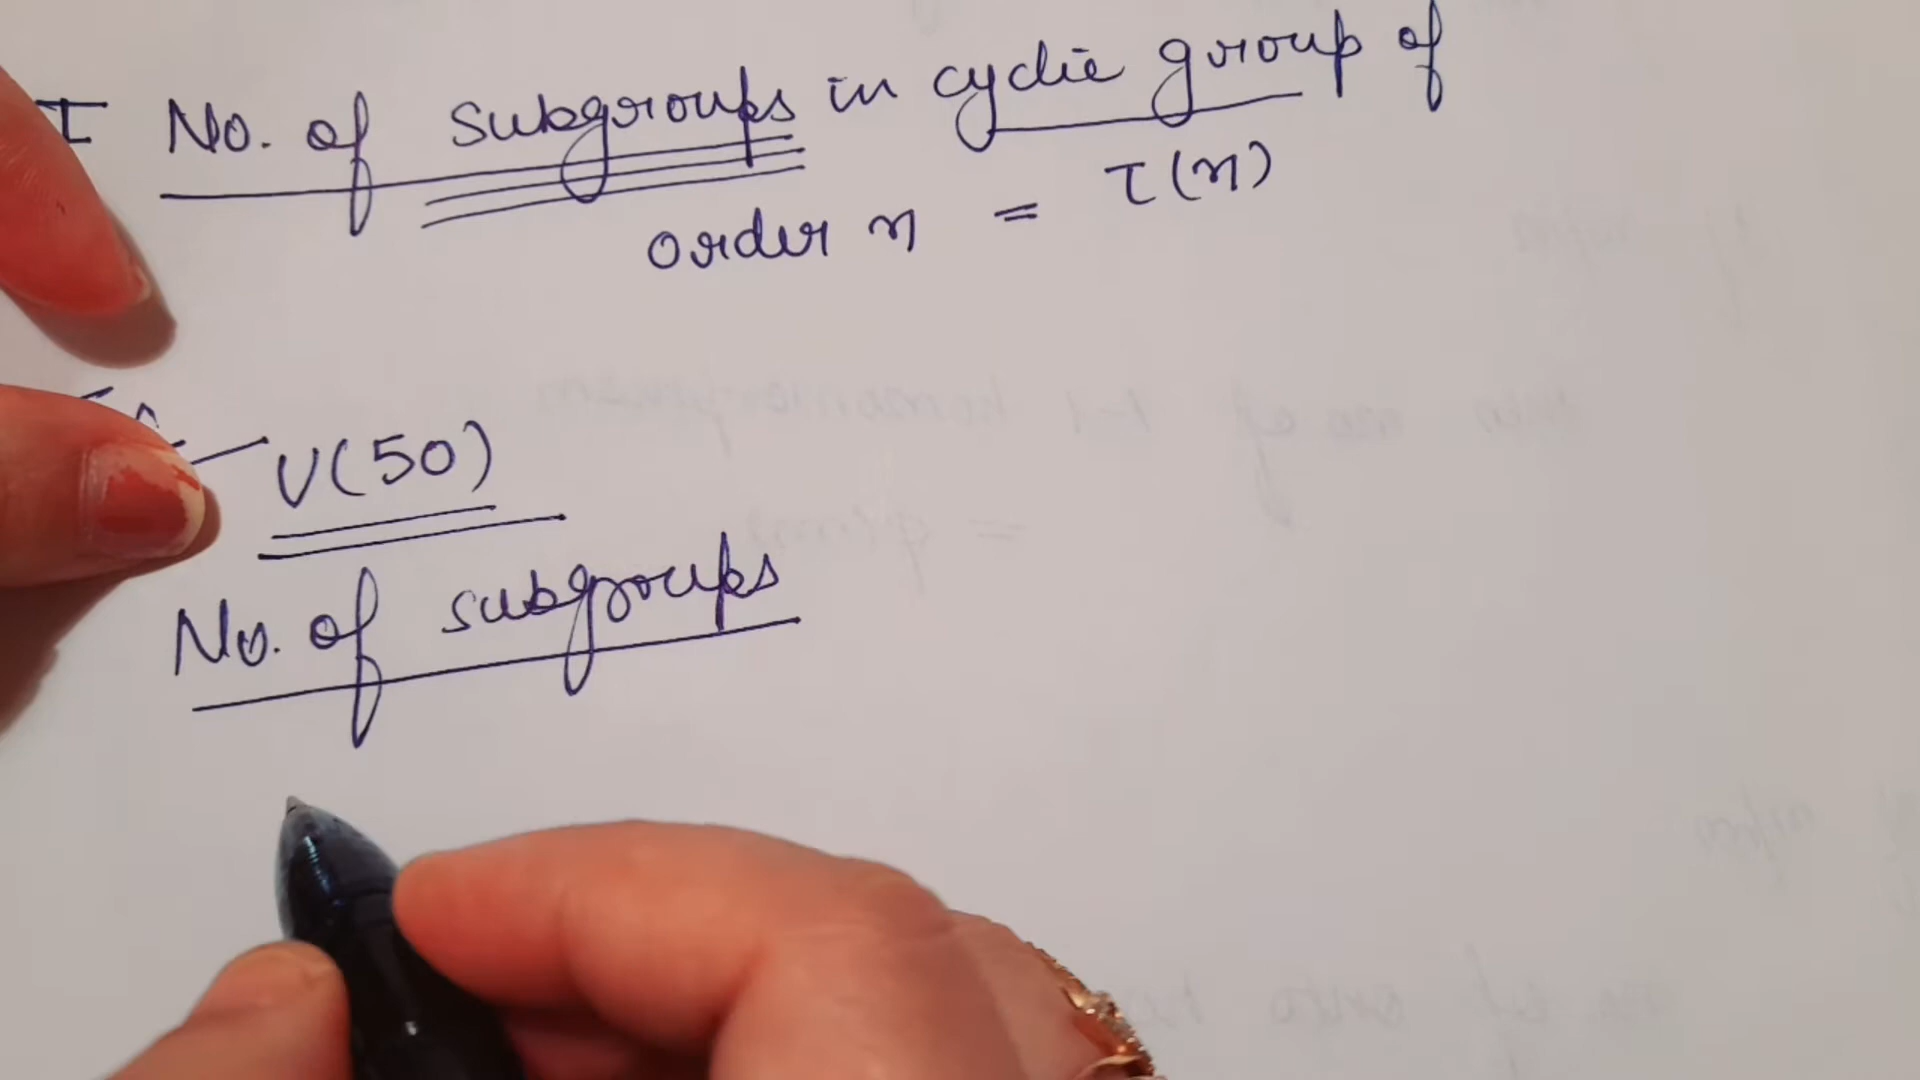 I No. of subgroups in cyclic group of
order n = τ(n)
U(50)
No. of subgroups